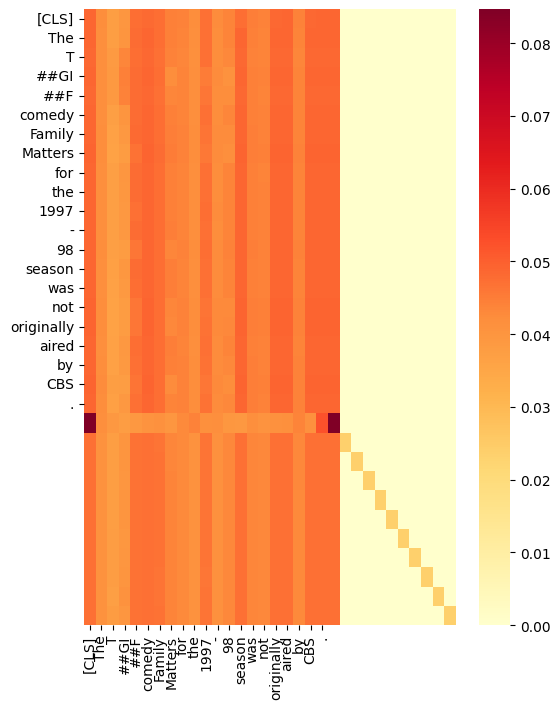 [CLS]
The
T
##GI
##F
comedy
Family
Matters
for
the
1997
-
98
season
was
not
originally
aired
by
CBS
.
0.08
0.07
0.06
0.05
0.04
0.03
0.02
0.01
0.00
[CLS]
The
T
##GI
##F
comedy
Family
Matters
for
the
1997
-
98
season
was
not
originally
aired
by
CBS
.